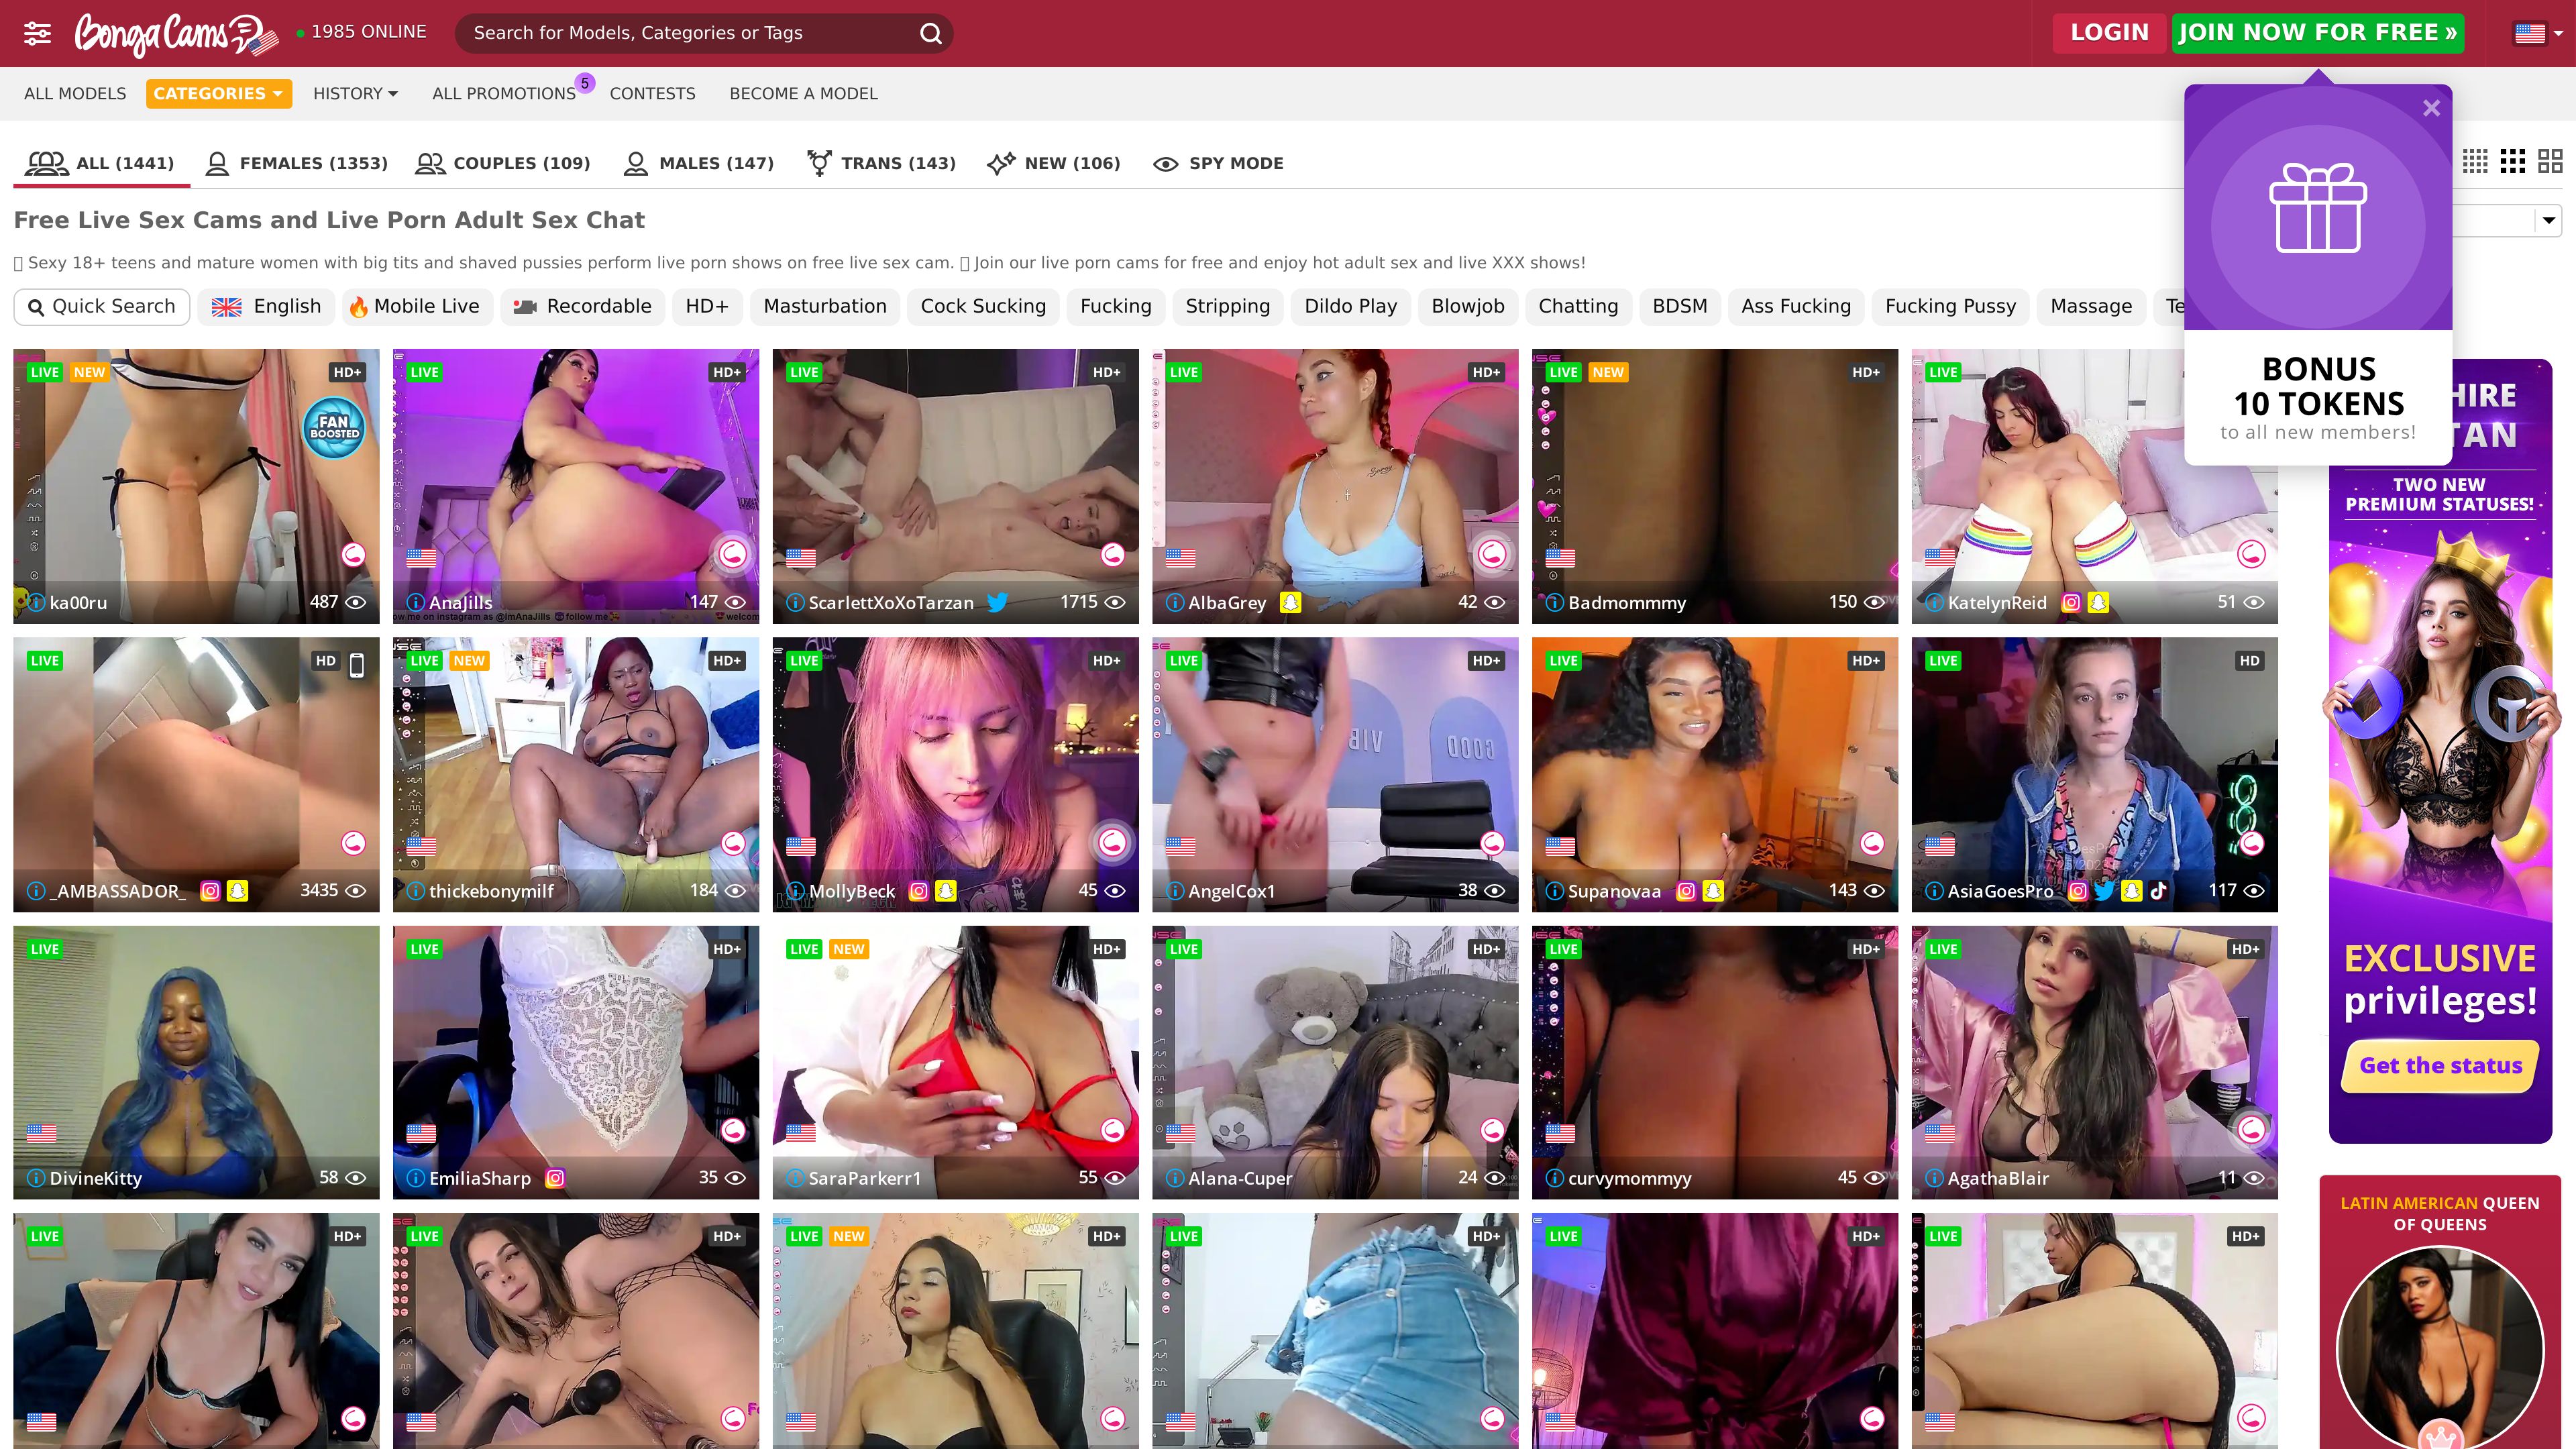 BongaCams
1985 ONLINE
Search for Models, Categories or Tags
LOGIN
JOIN NOW FOR FREE »
ALL MODELS
CATEGORIES
HISTORY
ALL PROMOTIONS
5
CONTESTS
BECOME A MODEL
ALL (1441)
FEMALES (1353)
COUPLES (109)
MALES (147)
TRANS (143)
NEW (106)
SPY MODE
Free Live Sex Cams and Live Porn Adult Sex Chat
Sexy 18+ teens and mature women with big tits and shaved pussies perform live porn shows on free live sex cam. Join our live porn cams for free and enjoy hot adult sex and live XXX shows!
Quick Search
English
Mobile Live
Recordable
HD+
Masturbation
Cock Sucking
Fucking
Stripping
Dildo Play
Blowjob
Chatting
BDSM
Ass Fucking
Fucking Pussy
Massage
Te
BONUS
10 TOKENS
to all new members!
LIVE NEW HD+
FAN
BOOSTED
ka00ru 487
LIVE HD+
AnaJills 147
ow me on instagram as @imAnaJills follow me welcom
LIVE HD+
ScarlettXoXoTarzan 1715
LIVE HD+
AlbaGrey 42
LIVE NEW HD+
Badmommmy 150
LIVE
KatelynReid 51
LIVE HD
_AMBASSADOR_ 3435
LIVE NEW HD+
thickebonymilf 184
LIVE HD+
MollyBeck 45
LIVE HD+
GOOD
AngelCox1 38
LIVE HD+
Supanovaa 143
LIVE HD
AsiaGoesPro 117
LIVE
DivineKitty 58
LIVE HD+
EmiliaSharp 35
LIVE NEW HD+
SaraParkerr1 55
LIVE HD+
Alana-Cuper 24
LIVE HD+
curvymommyy 45
LIVE HD+
AgathaBlair 11
LIVE HD+
LIVE HD+
LIVE NEW HD+
LIVE HD+
LIVE HD+
LIVE HD+
HIRE
TAN
TWO NEW
PREMIUM STATUSES!
EXCLUSIVE
privileges!
Get the status
LATIN AMERICAN QUEEN
OF QUEENS